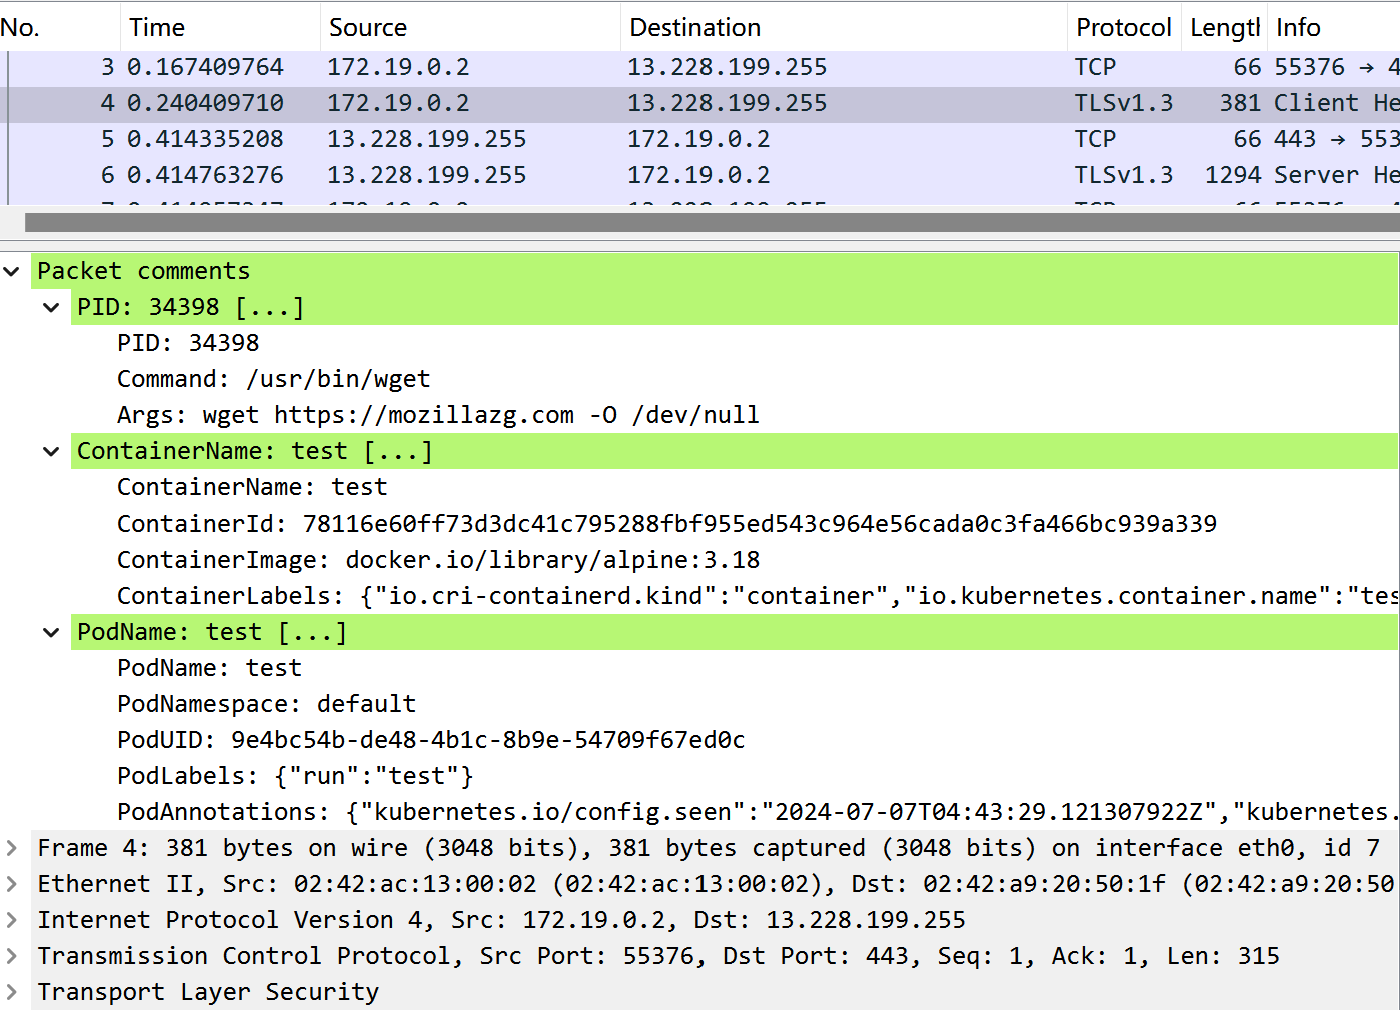 No. Time Source Destination Protocol Length Info
3 0.167409764 172.19.0.2 13.228.199.255 TCP 66 55376 → 4
4 0.240409710 172.19.0.2 13.228.199.255 TLSv1.3 381 Client He
5 0.414335208 13.228.199.255 172.19.0.2 TCP 66 443 → 553
6 0.414763276 13.228.199.255 172.19.0.2 TLSv1.3 1294 Server He
Packet comments
PID: 34398 [...]
PID: 34398
Command: /usr/bin/wget
Args: wget https://mozillazg.com -O /dev/null
ContainerName: test [...]
ContainerName: test
ContainerId: 78116e60ff73d3dc41c795288fbf955ed543c964e56cada0c3fa466bc939a339
ContainerImage: docker.io/library/alpine:3.18
ContainerLabels: {"io.cri-containerd.kind":"container","io.kubernetes.container.name":"tes
PodName: test [...]
PodName: test
PodNamespace: default
PodUID: 9e4bc54b-de48-4b1c-8b9e-54709f67ed0c
PodLabels: {"run":"test"}
PodAnnotations: {"kubernetes.io/config.seen":"2024-07-07T04:43:29.121307922Z","kubernetes.
Frame 4: 381 bytes on wire (3048 bits), 381 bytes captured (3048 bits) on interface eth0, id 7
Ethernet II, Src: 02:42:ac:13:00:02 (02:42:ac:13:00:02), Dst: 02:42:a9:20:50:1f (02:42:a9:20:50
Internet Protocol Version 4, Src: 172.19.0.2, Dst: 13.228.199.255
Transmission Control Protocol, Src Port: 55376, Dst Port: 443, Seq: 1, Ack: 1, Len: 315
Transport Layer Security